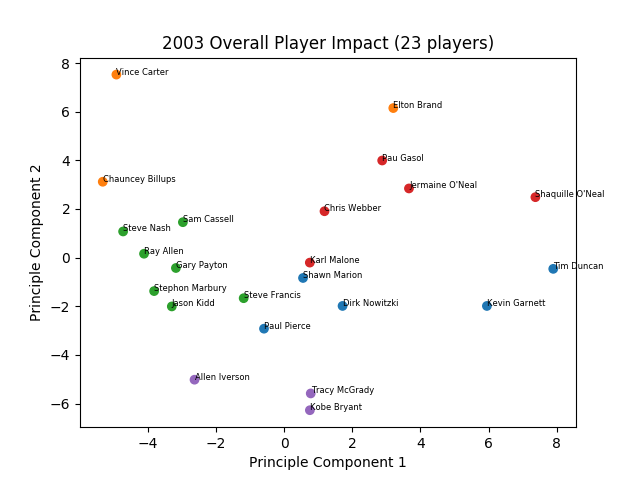 2003 Overall Player Impact (23 players)
8
Vince Carter
6
Elton Brand
4
Pau Gasol
Chauncey Billups
Jermaine O'Neal
Shaquille O'Neal
2
Chris Webber
Sam Cassell
Steve Nash
Ray Allen
0
Karl Malone
Gary Payton
Tim Duncan
Shawn Marion
Stephon Marbury
Steve Francis
−2
Jason Kidd
Dirk Nowitzki
Kevin Garnett
Paul Pierce
−4
Allen Iverson
Tracy McGrady
−6
Kobe Bryant
Principle Component 2
−4 −2 0 2 4 6 8
Principle Component 1